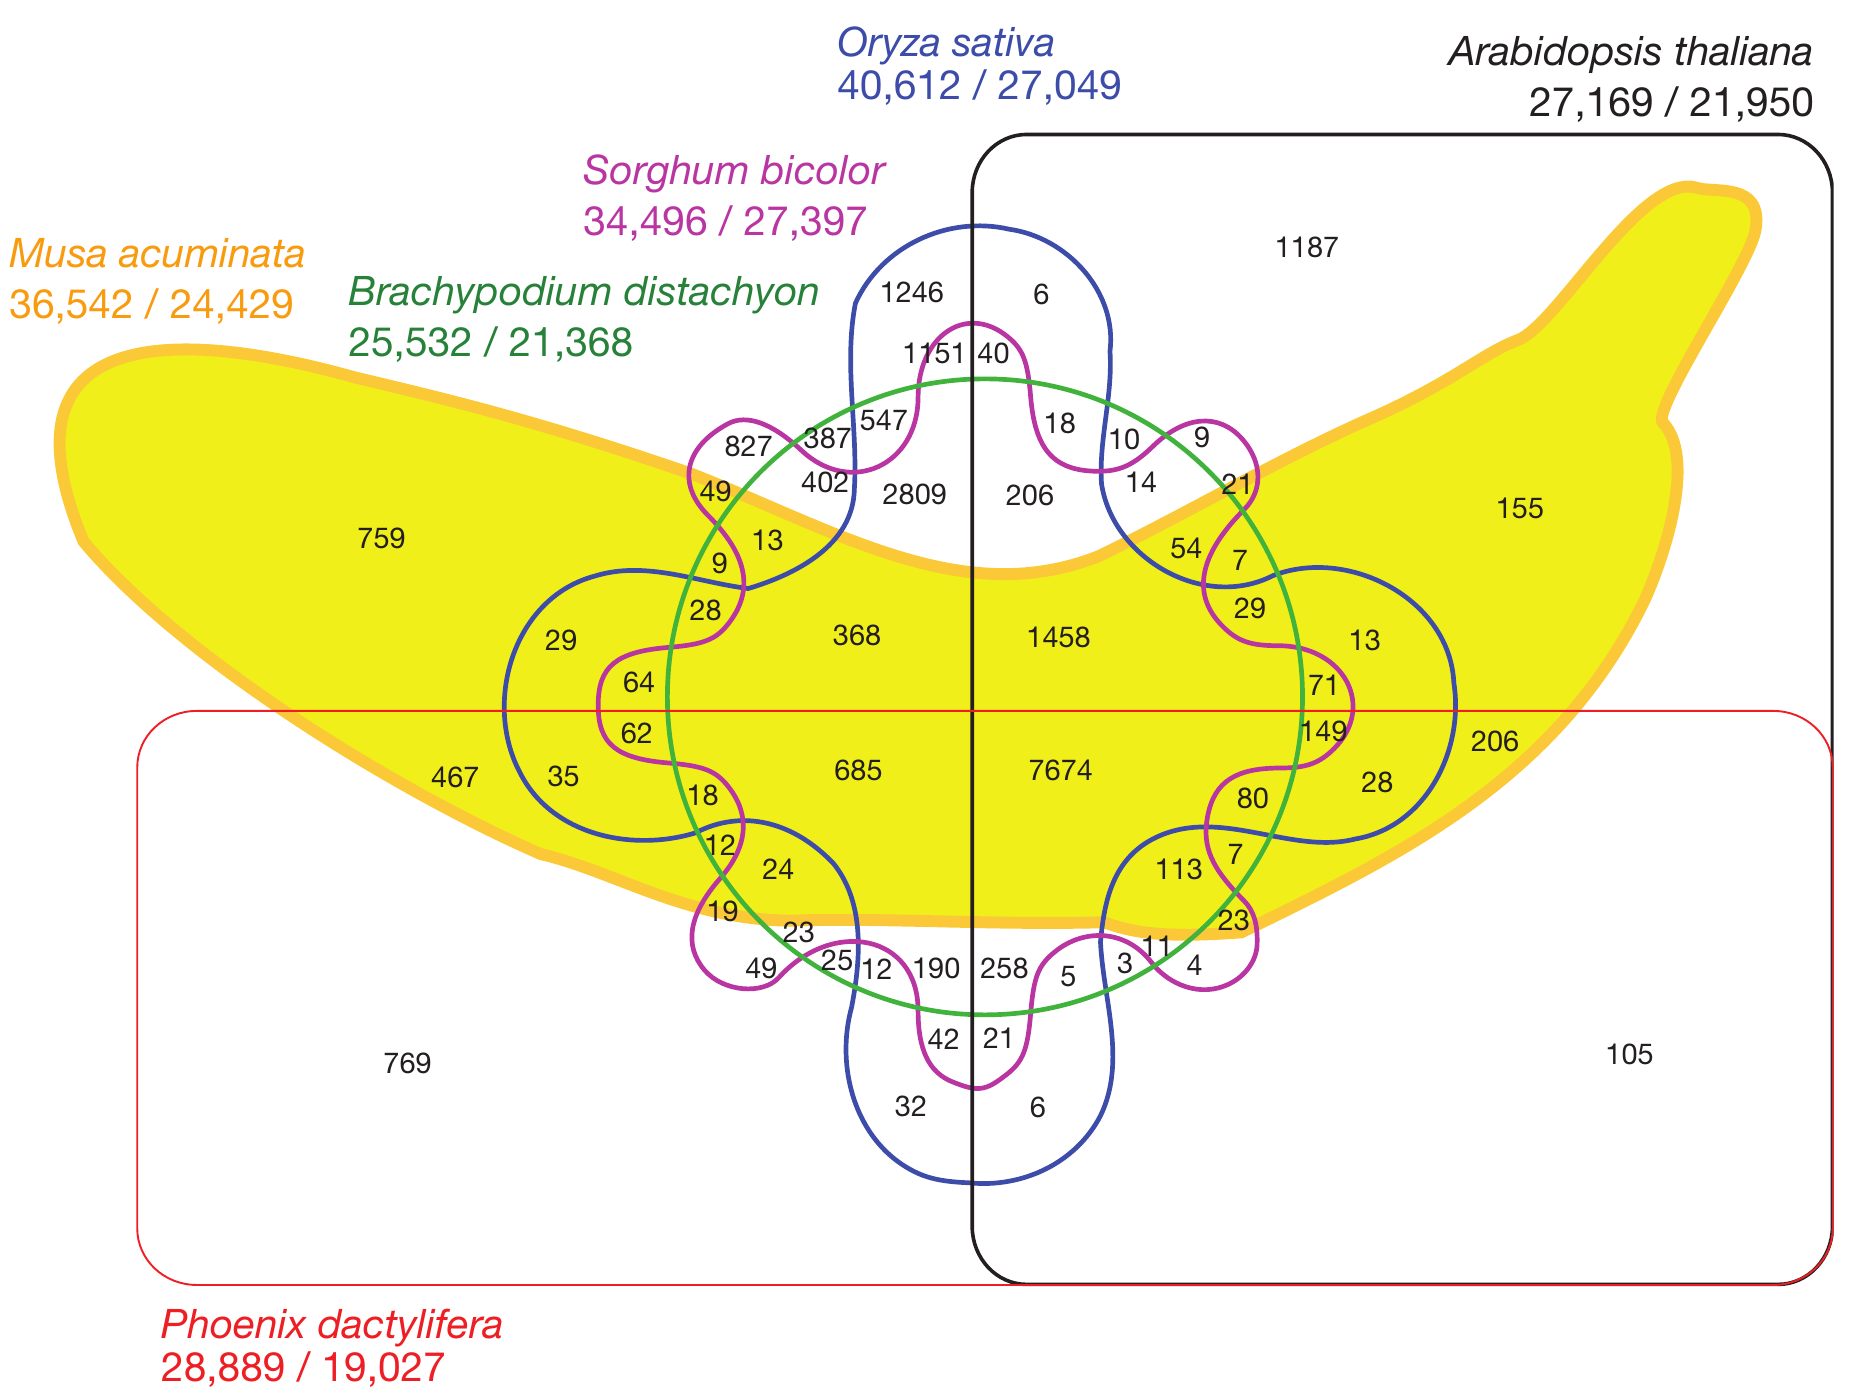 Oryza sativa
40,612 / 27,049
Arabidopsis thaliana
27,169 / 21,950
Sorghum bicolor
34,496 / 27,397
Musa acuminata
36,542 / 24,429
Brachypodium distachyon
25,532 / 21,368
1187
1246 6
1151 40
547 18
827 387 10 9
49 402 2809 206 14 21
759 13 155
9 54 7
28 29
29 368 1458 13
64 71
62 149 206
467 35 685 7674 28
18 80
12 24 113 7
19 23 23
49 25 12 190 258 5 3 11 4
42 21
769 105
32 6
Phoenix dactylifera
28,889 / 19,027